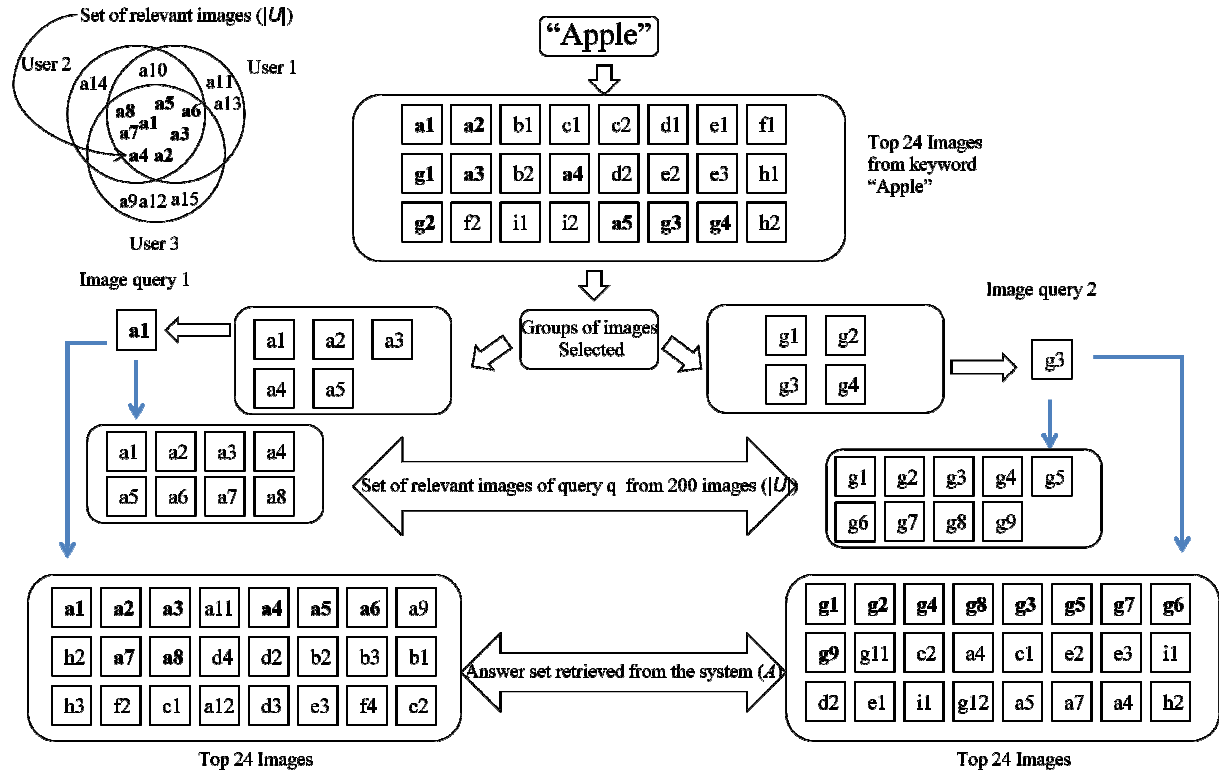 Set of relevant images (|U|)
User 2
User 1
a10
a14
a11
a13
a8
a5
a6
a1
a7
a3
a4 a2
a9a12 a15
User 3
“Apple”
a1 a2 b1 c1 c2 d1 e1 f1
g1 a3 b2 a4 d2 e2 e3 h1
g2 f2 i1 i2 a5 g3 g4 h2
Top 24 Images
from keyword
“Apple”
Image query 1
a1
a1 a2 a3
a4 a5
Groups of images
Selected
g1 g2
g3 g4
Image query 2
g3
a1 a2 a3 a4
a5 a6 a7 a8
Set of relevant images of query q from 200 images (|U|)
g1 g2 g3 g4 g5
g6 g7 g8 g9
a1 a2 a3 a11 a4 a5 a6 a9
h2 a7 a8 d4 d2 b2 b3 b1
h3 f2 c1 a12 d3 e3 f4 c2
Top 24 Images
Answer set retrieved from the system (A)
g1 g2 g4 g8 g3 g5 g7 g6
g9 g11 c2 a4 c1 e2 e3 i1
d2 e1 i1 g12 a5 a7 a4 h2
Top 24 Images